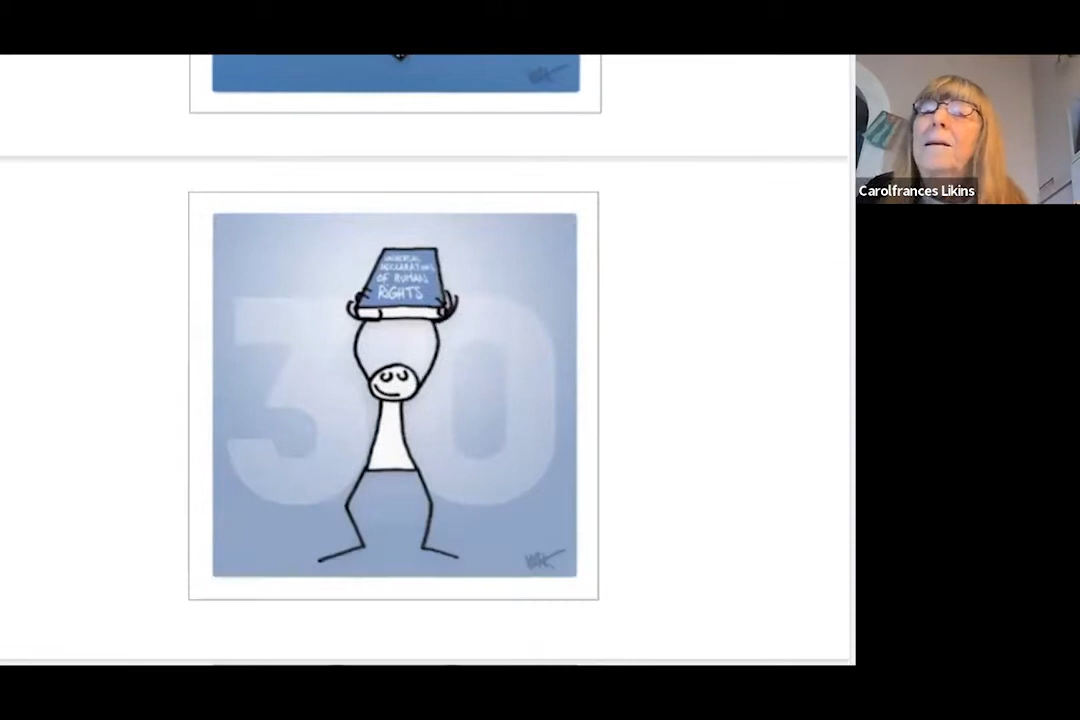 Carolfrances Likins
UNIVERSAL
DECLARATION
OF HUMAN
RiGHTS
30